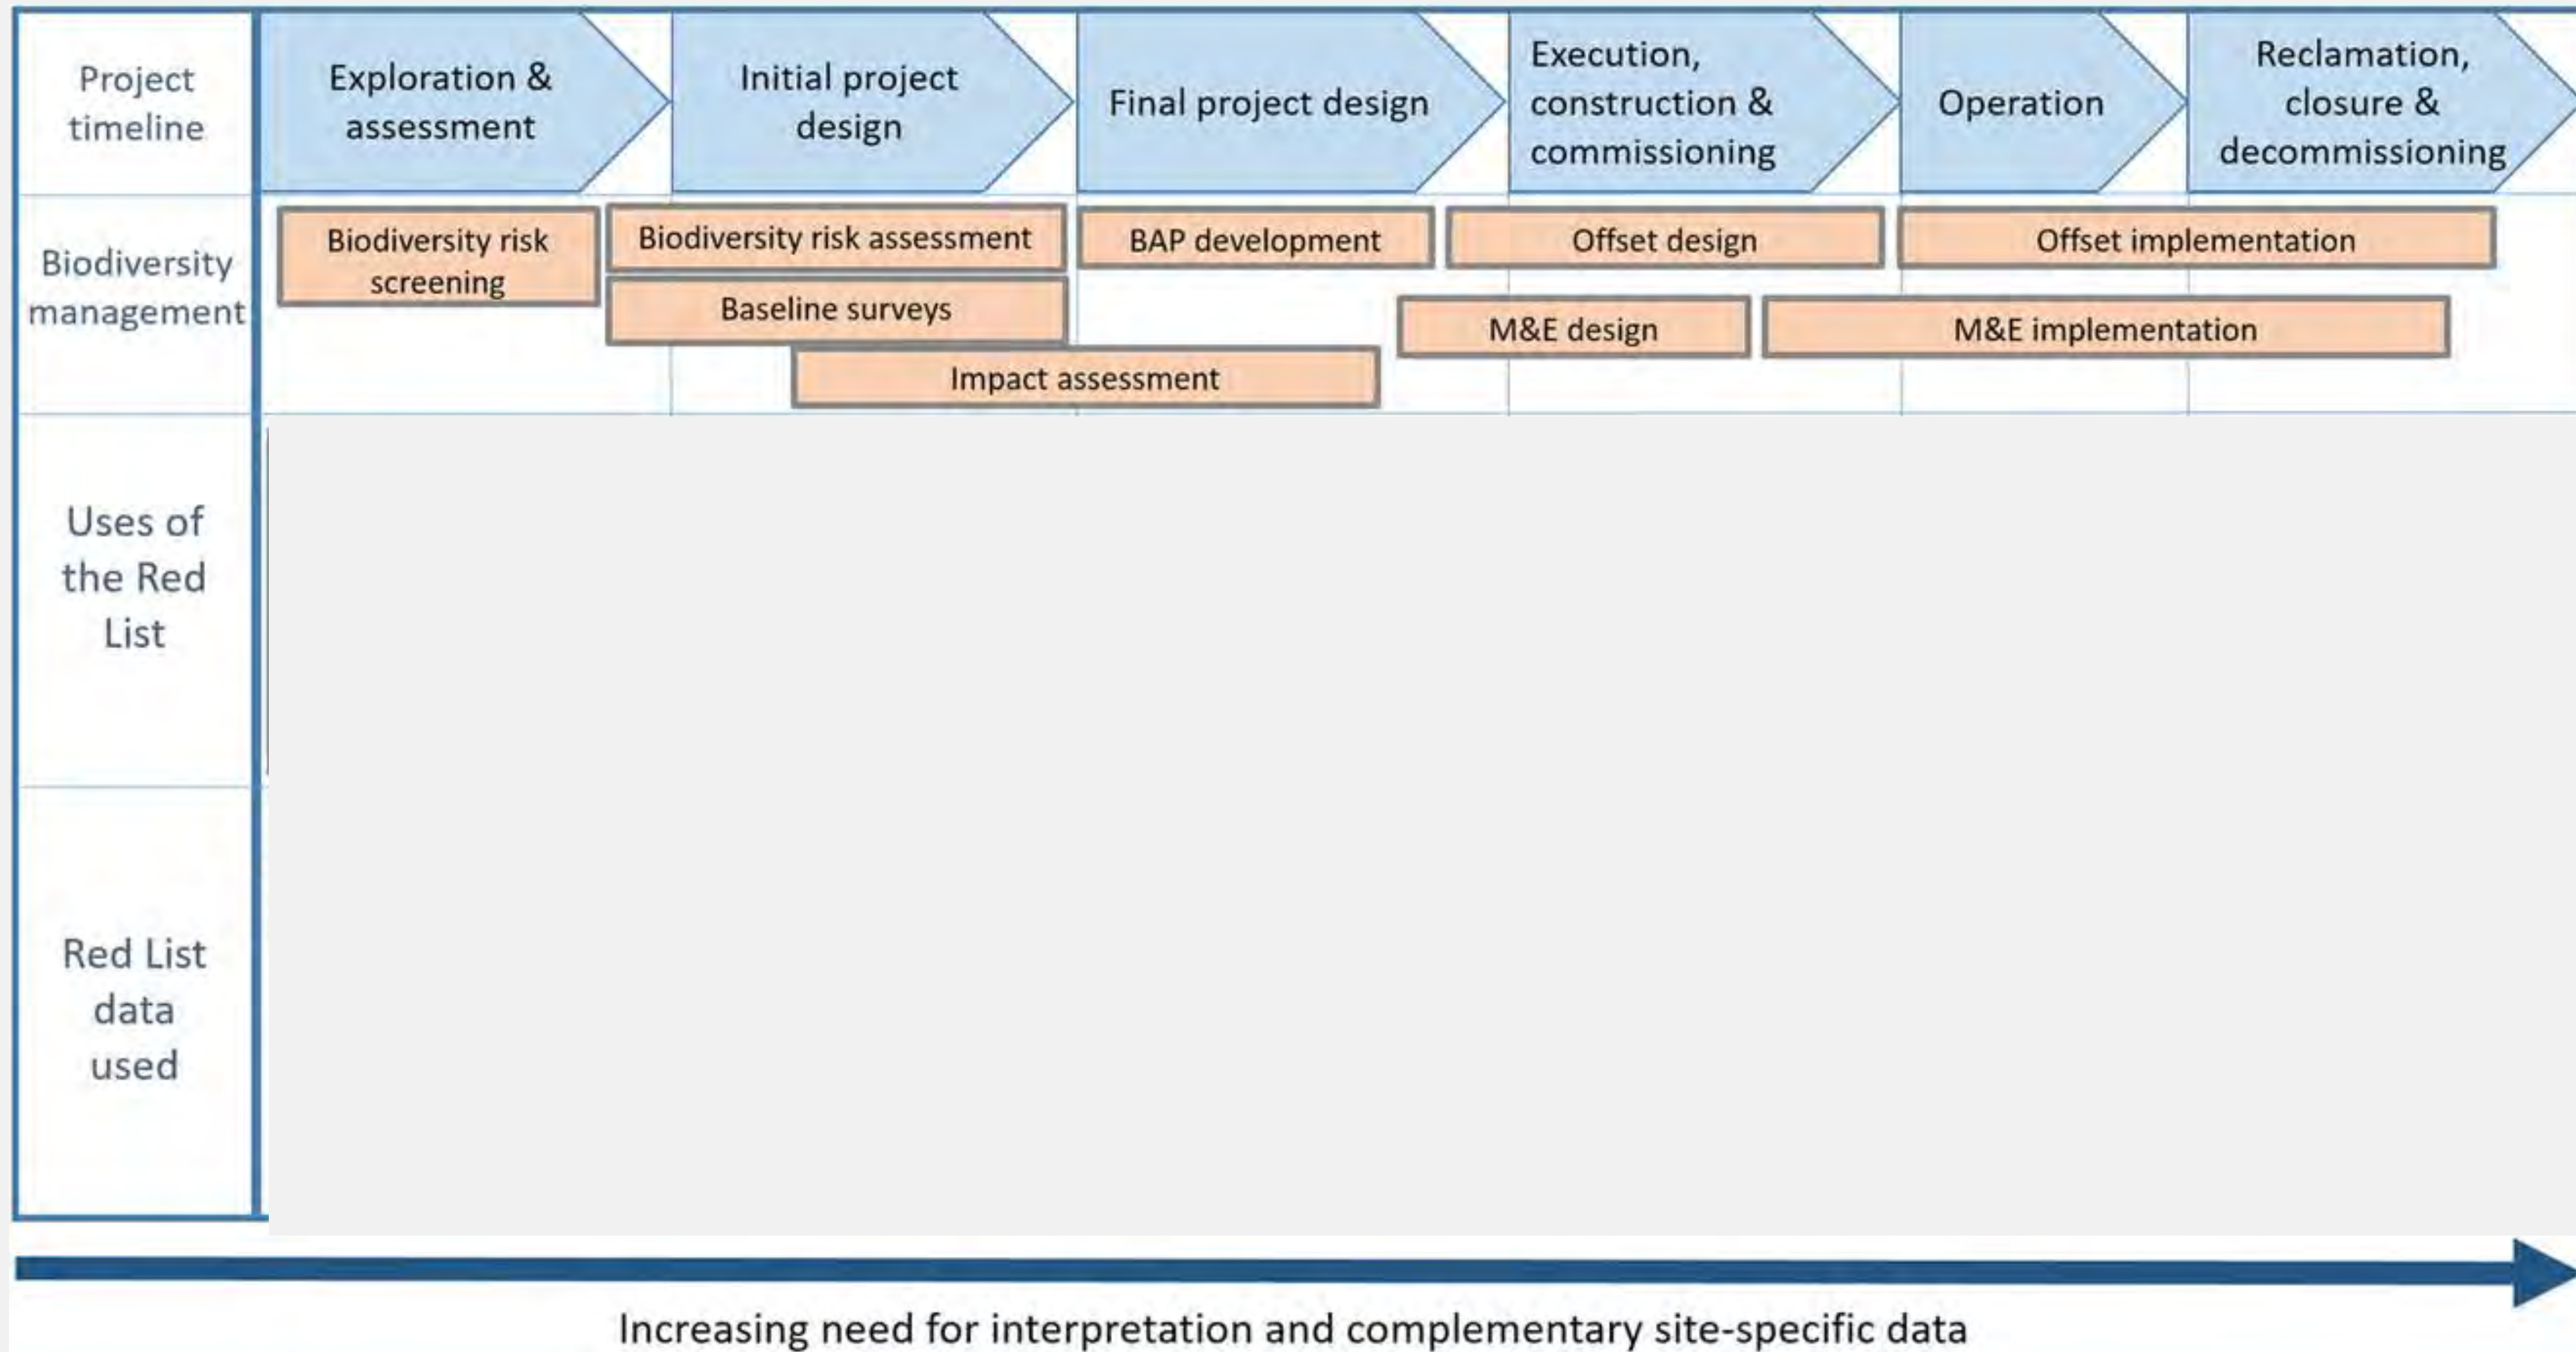 Project
timeline
Exploration &
assessment
Initial project
design
Final project design
Execution,
construction &
commissioning
Operation
Reclamation,
closure &
decommissioning
Biodiversity
management
Biodiversity risk
screening
Biodiversity risk assessment
Baseline surveys
Impact assessment
BAP development
Offset design
Offset implementation
M&E design
M&E implementation
Uses of
the Red
List
Red List
data
used
Increasing need for interpretation and complementary site-specific data